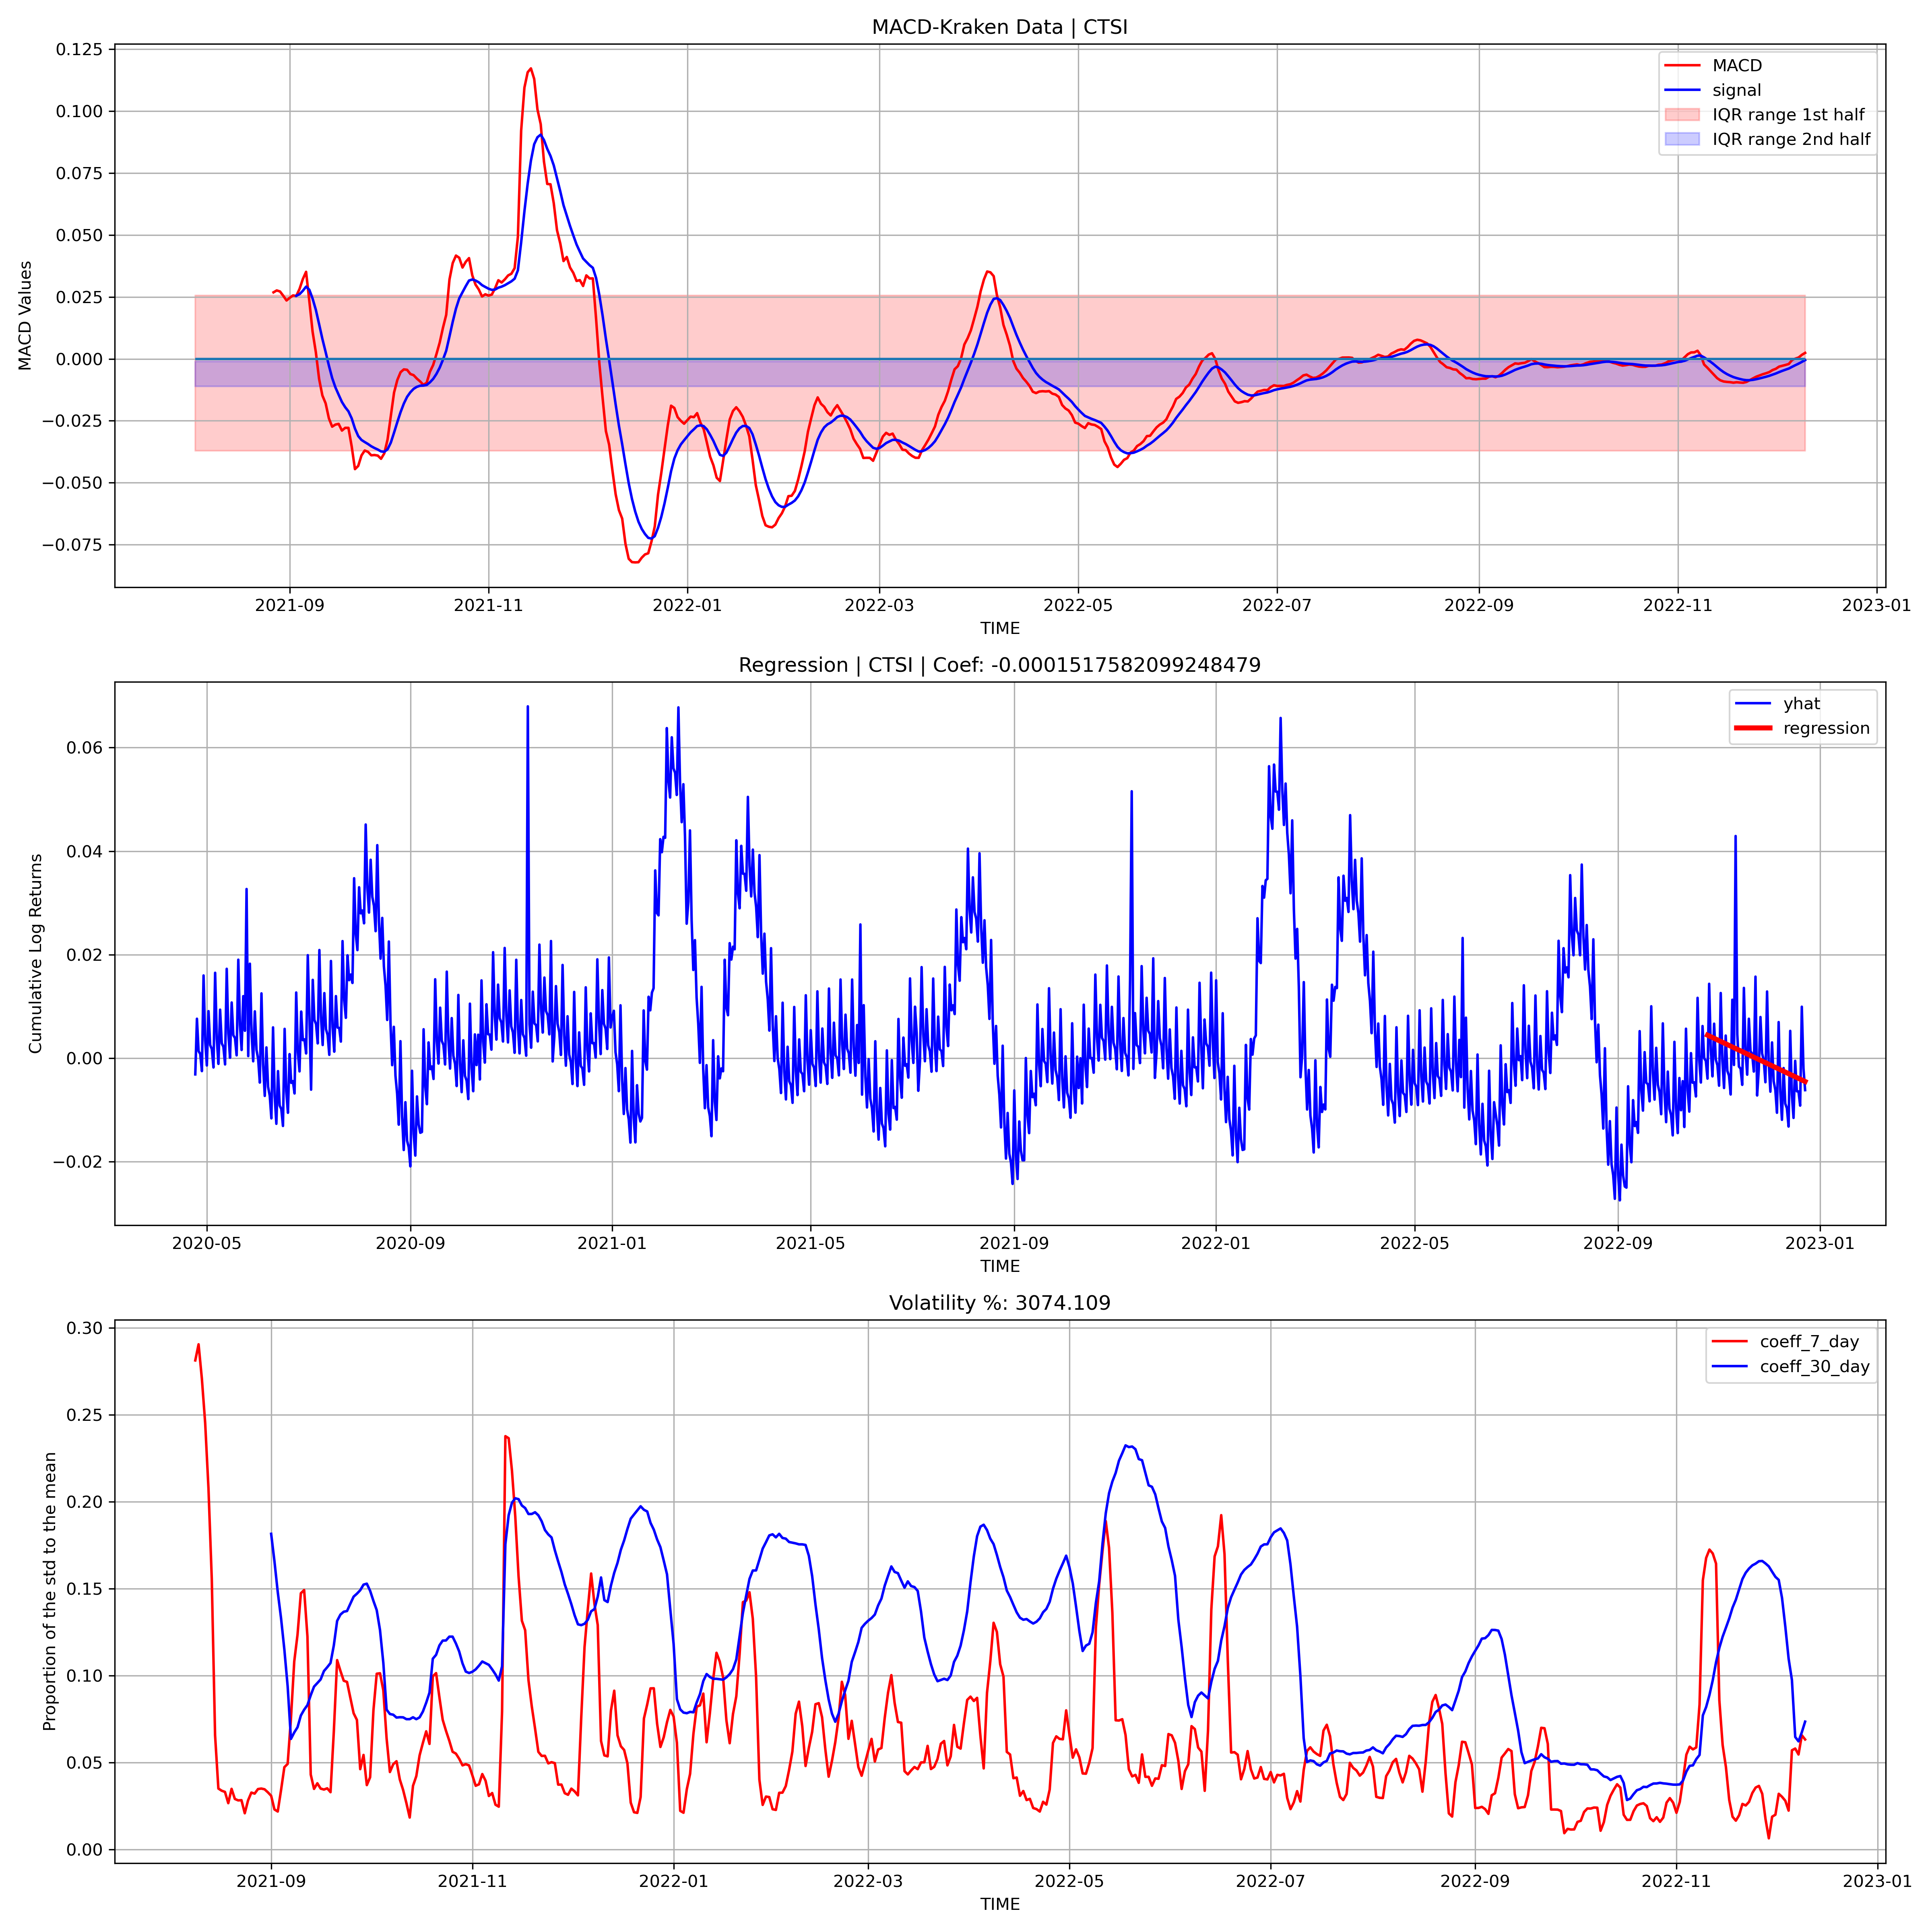 MACD-Kraken Data | CTSI
MACD Values
0.125
0.100
0.075
0.050
0.025
0.000
−0.025
−0.050
−0.075
MACD
signal
IQR range 1st half
IQR range 2nd half
2021-09 2021-11 2022-01 2022-03 2022-05 2022-07 2022-09 2022-11 2023-01
TIME
Regression | CTSI | Coef: -0.0001517582099248479
Cumulative Log Returns
0.06
0.04
0.02
0.00
−0.02
yhat
regression
2020-05 2020-09 2021-01 2021-05 2021-09 2022-01 2022-05 2022-09 2023-01
TIME
Volatility %: 3074.109
Proportion of the std to the mean
0.30
0.25
0.20
0.15
0.10
0.05
0.00
coeff_7_day
coeff_30_day
2021-09 2021-11 2022-01 2022-03 2022-05 2022-07 2022-09 2022-11 2023-01
TIME